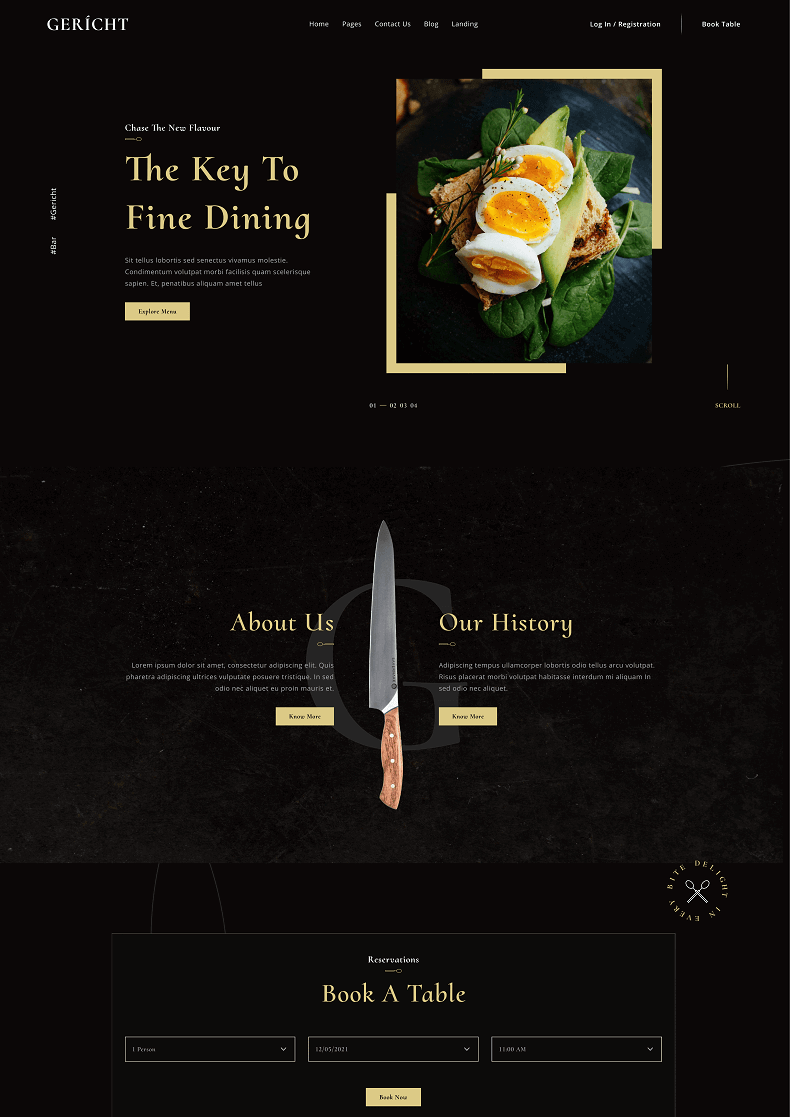 GERÍCHT
Home Pages Contact Us Blog Landing
Log In / Registration
Book Table
Chase The New Flavour
The Key To
Fine Dining
Sit tellus lobortis sed senectus vivamus molestie.
Condimentum volutpat morbi facilisis quam scelerisque
sapien. Et, penatibus aliquam amet tellus
Explore Menu
#Gericht
#Bar
01 — 02 03 04
SCROLL
G
About Us
Lorem ipsum dolor sit amet, consectetur adipiscing elit. Quis
pharetra adipiscing ultrices vulputate posuere tristique. In sed
odio nec aliquet eu proin mauris et.
Know More
Our History
Adipiscing tempus ullamcorper lobortis odio tellus arcu volutpat.
Risus placerat morbi volutpat habitasse interdum mi aliquam In
sed odio nec aliquet.
Know More
BITE DELIGHT IN EVERY
Reservations
Book A Table
1 Person
12/05/2021
11:00 AM
Book Now